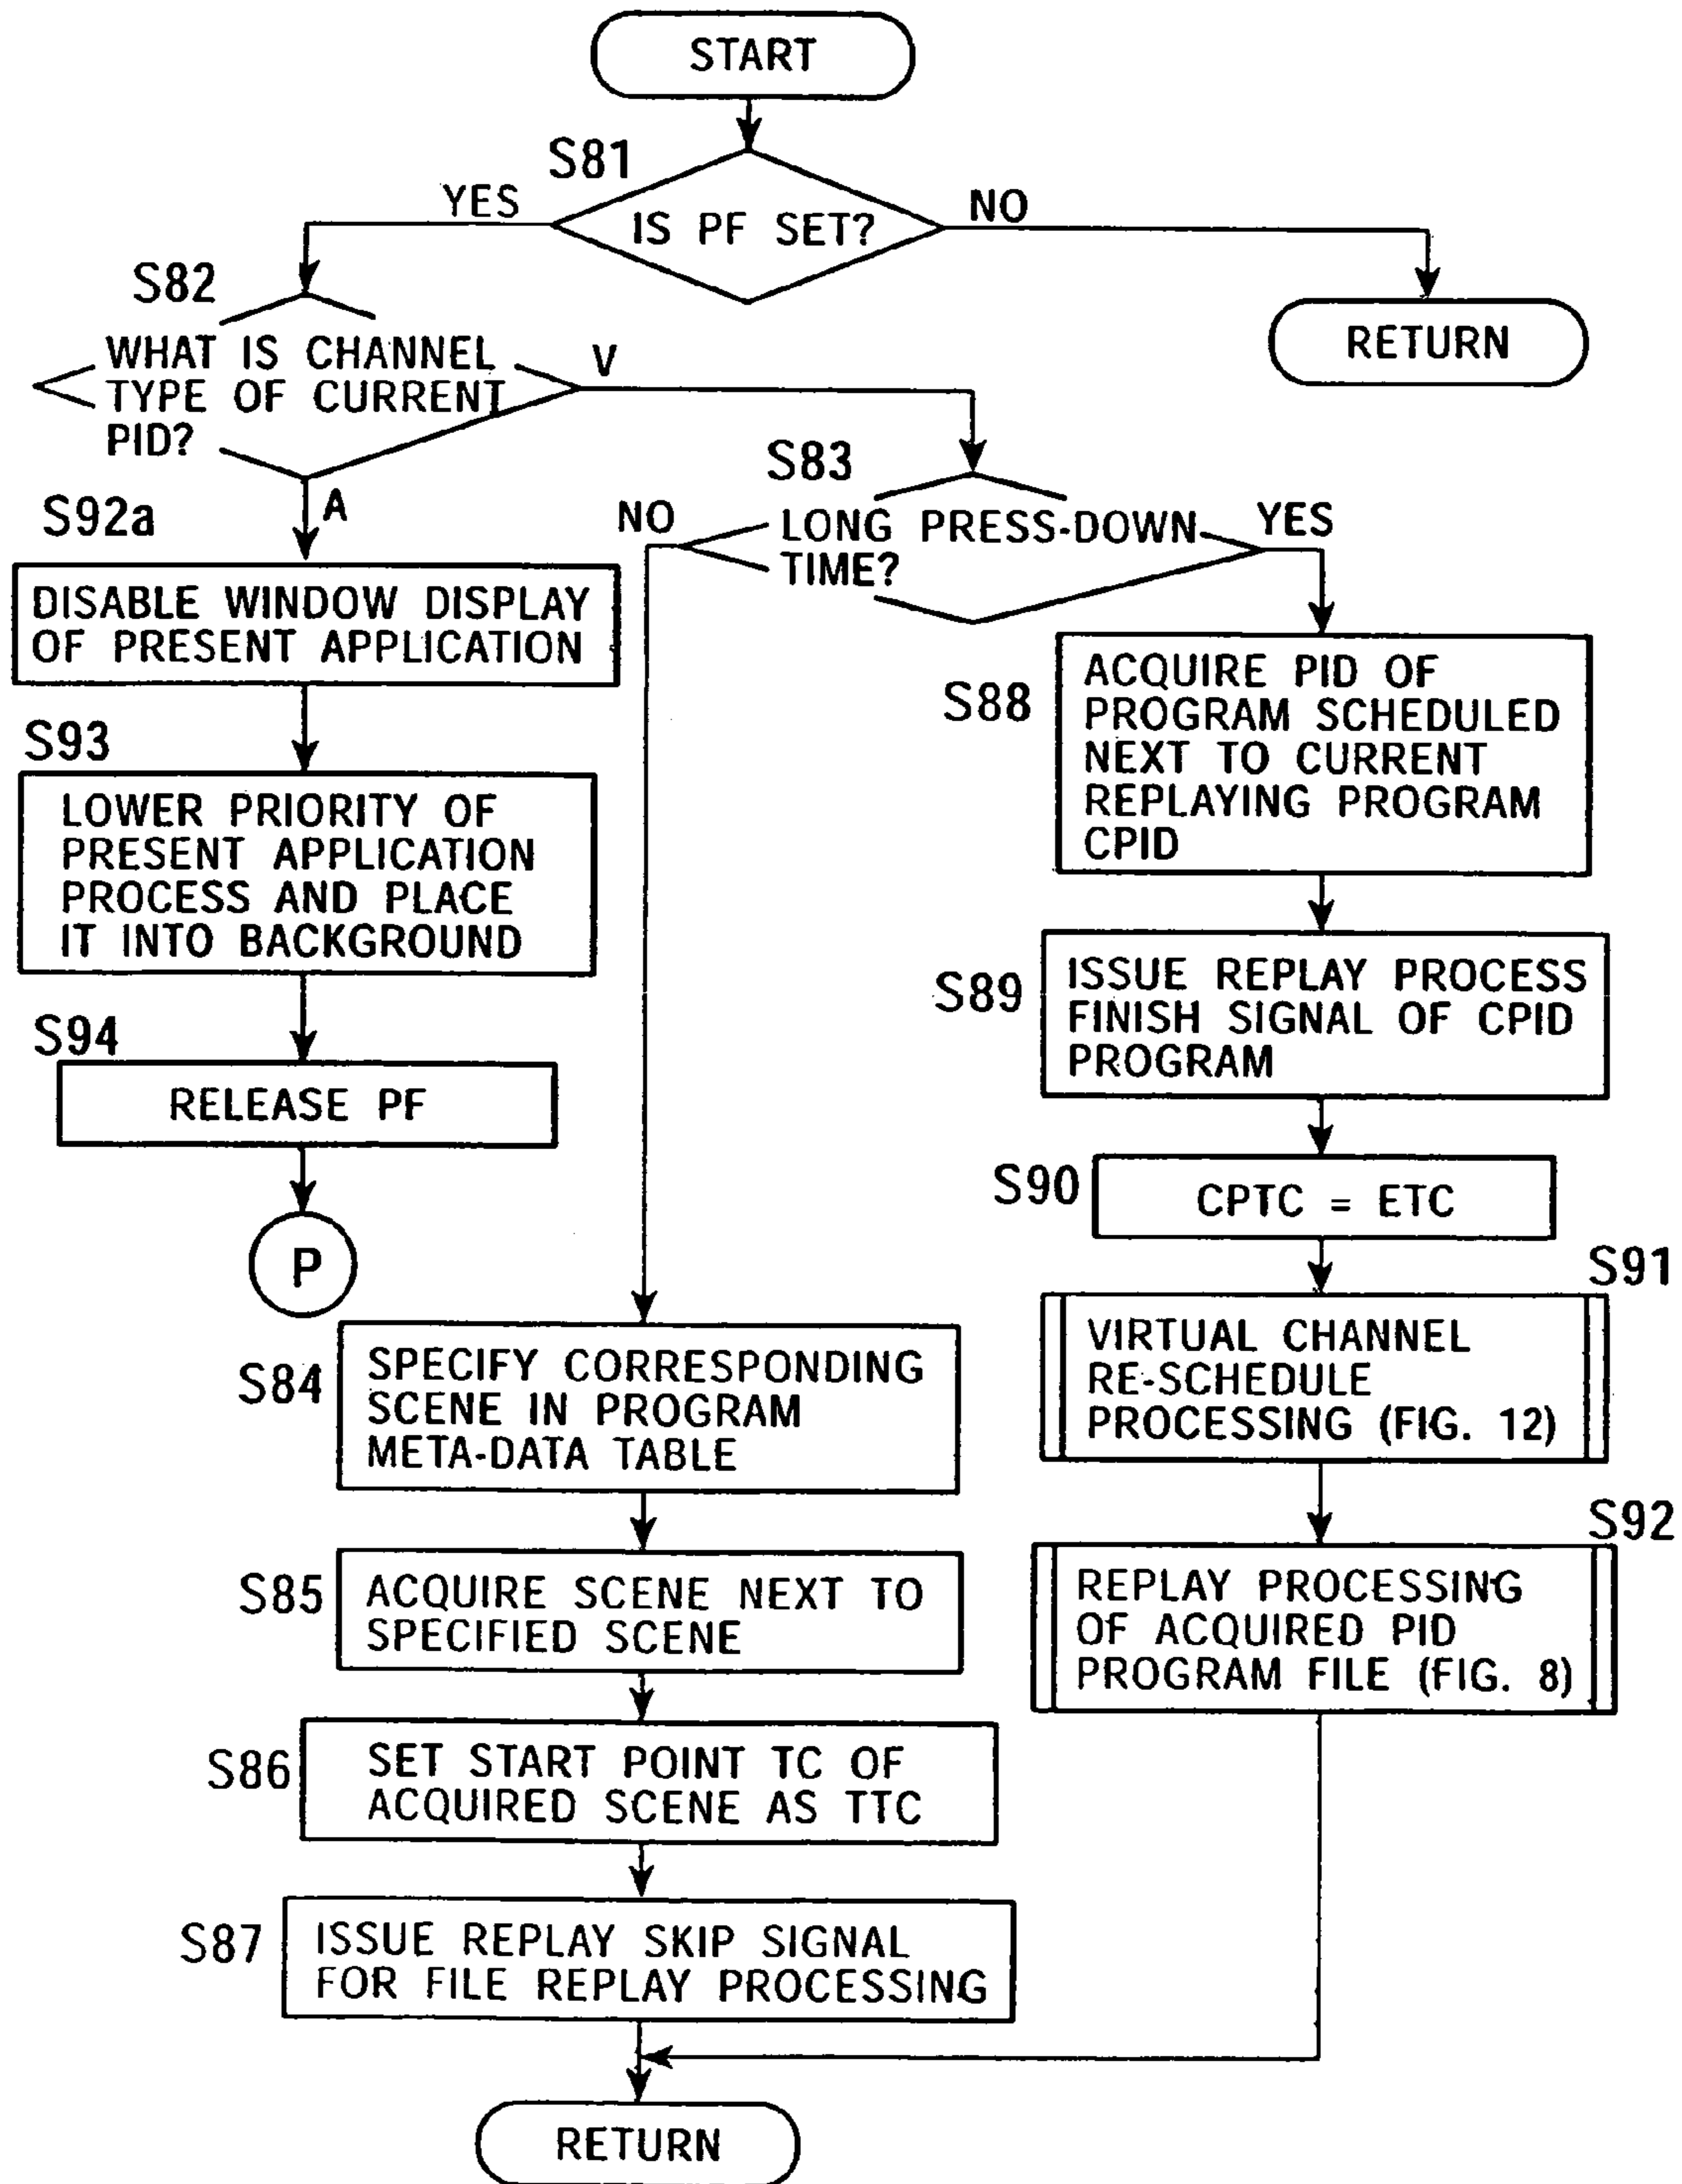 START
S81
YES
IS PF SET?
NO
S82
RETURN
WHAT IS CHANNEL
TYPE OF CURRENT
PID?
V
A
S83
NO
LONG PRESS-DOWN
TIME?
YES
S92a
DISABLE WINDOW DISPLAY
OF PRESENT APPLICATION
S93
LOWER PRIORITY OF
PRESENT APPLICATION
PROCESS AND PLACE
IT INTO BACKGROUND
S94
RELEASE PF
P
S88
ACQUIRE PID OF
PROGRAM SCHEDULED
NEXT TO CURRENT
REPLAYING PROGRAM
CPID
S89
ISSUE REPLAY PROCESS
FINISH SIGNAL OF CPID
PROGRAM
S90
CPTC = ETC
S91
VIRTUAL CHANNEL
RE-SCHEDULE
PROCESSING (FIG. 12)
S92
REPLAY PROCESSING
OF ACQUIRED PID
PROGRAM FILE (FIG. 8)
S84
SPECIFY CORRESPONDING
SCENE IN PROGRAM
META-DATA TABLE
S85
ACQUIRE SCENE NEXT TO
SPECIFIED SCENE
S86
SET START POINT TC OF
ACQUIRED SCENE AS TTC
S87
ISSUE REPLAY SKIP SIGNAL
FOR FILE REPLAY PROCESSING
RETURN